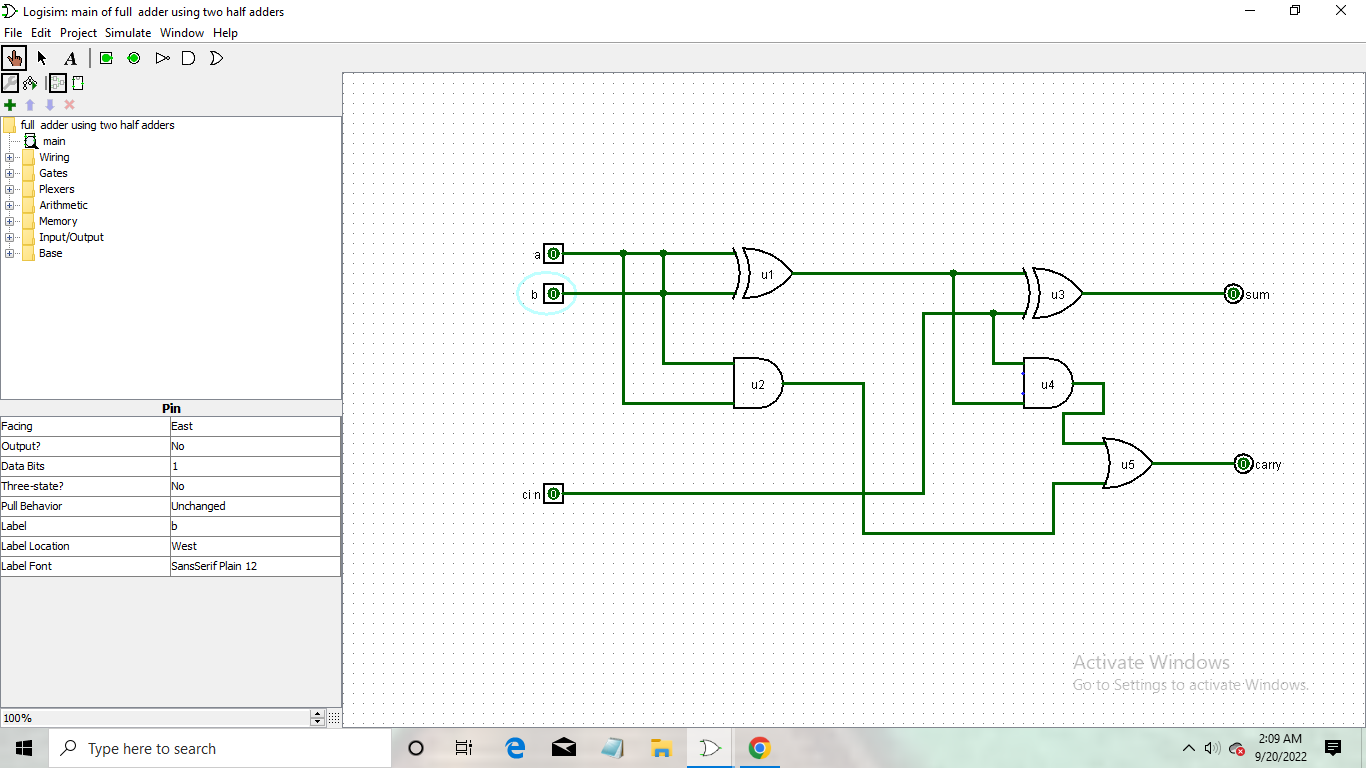 Logisim: main of full  adder using two half adders
File Edit Project Simulate Window Help
A
full  adder using two half adders
main
Wiring
Gates
Plexers
Arithmetic
Memory
Input/Output
Base
Pin
Facing East
Output? No
Data Bits 1
Three-state? No
Pull Behavior Unchanged
Label b
Label Location West
Label Font SansSerif Plain 12
100%
a 0
u1
b 0
u3
0 sum
u2
u4
u5
0 carry
cin 0
Activate Windows
Go to Settings to activate Windows.
Type here to search
2:09 AM
9/20/2022